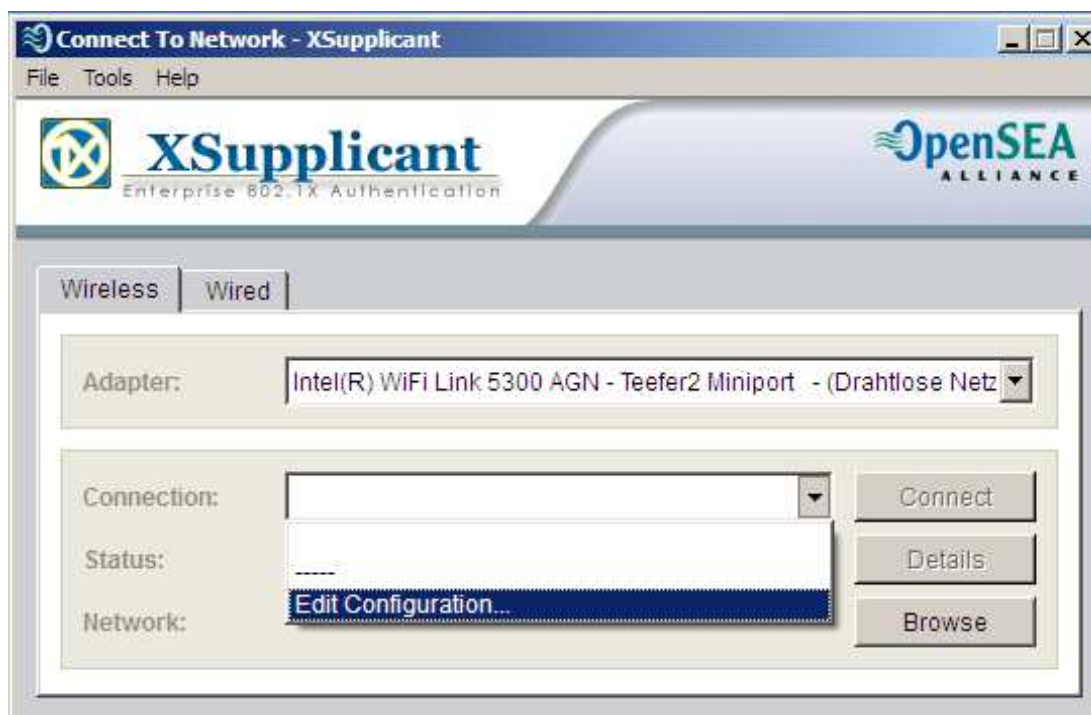 Connect To Network - XSupplicant
File Tools Help
XSupplicant
Enterprise 802.1X Authentication
OpenSEA
ALLIANCE
Wireless Wired
Adapter: Intel(R) WiFi Link 5300 AGN - Teefer2 Miniport - (Drahtlose Netz
Connection: Connect
Status: ----- Details
Edit Configuration...
Network: Browse